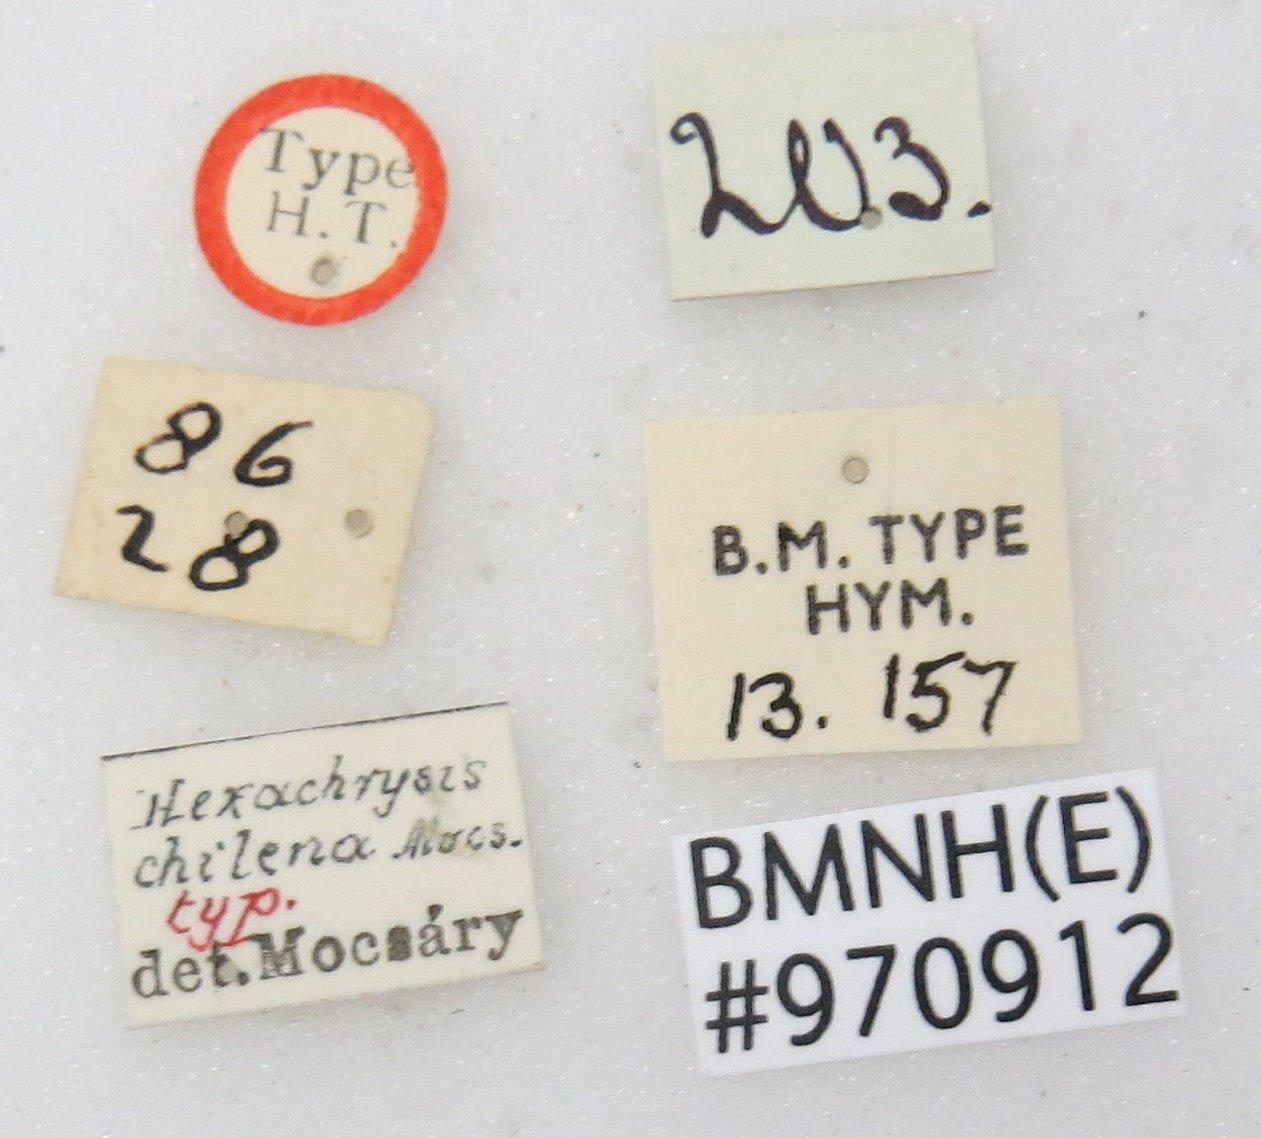 Type
H. T.
203.
86
28
B.M. TYPE
HYM.
13. 157
Hexachrysis
chilena Mocs.
typ.
det. Mocsáry
BMNH(E)
#970912